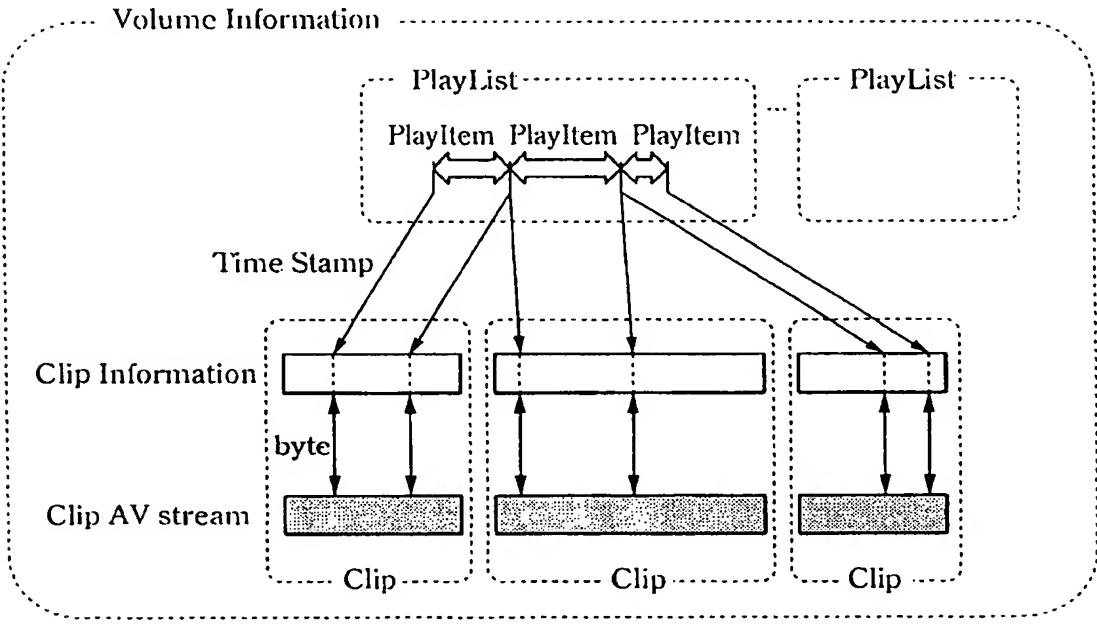 Volume Information
PlayList
...
PlayList
PlayItem PlayItem PlayItem
Time Stamp
Clip Information
byte
Clip AV stream
Clip
Clip
Clip